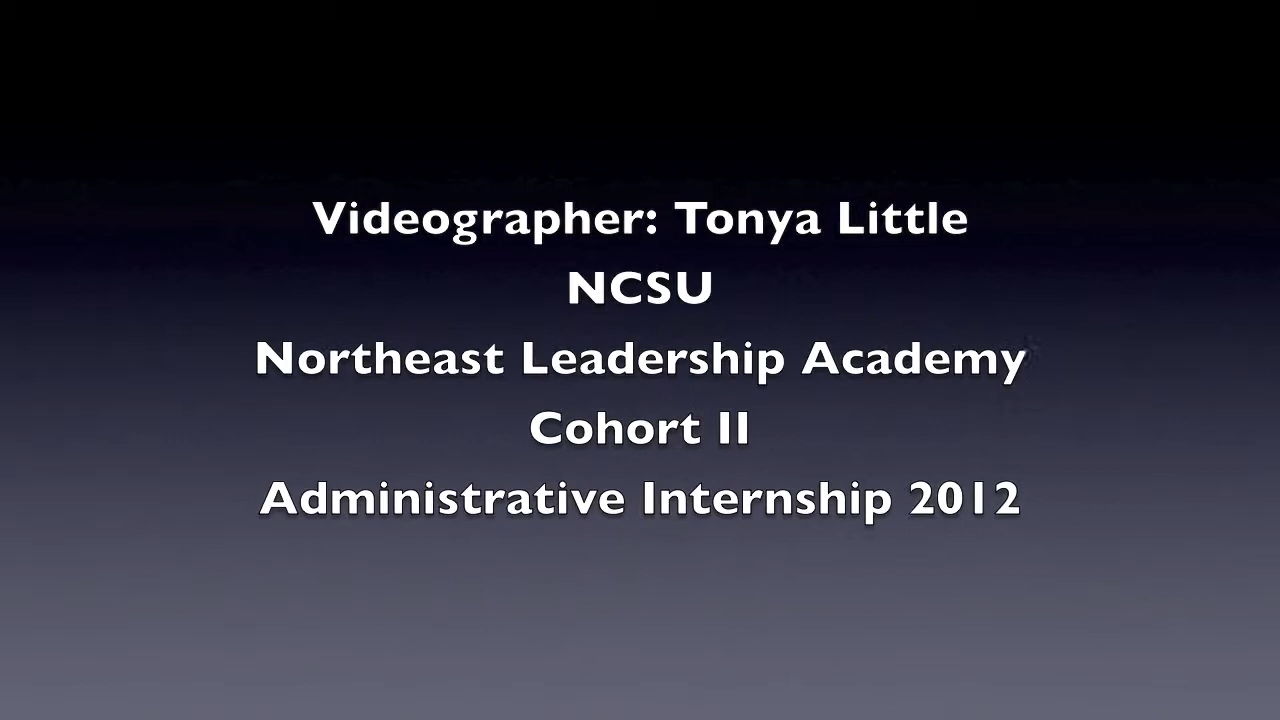 Videographer: Tonya Little
NCSU
Northeast Leadership Academy
Cohort II
Administrative Internship 2012